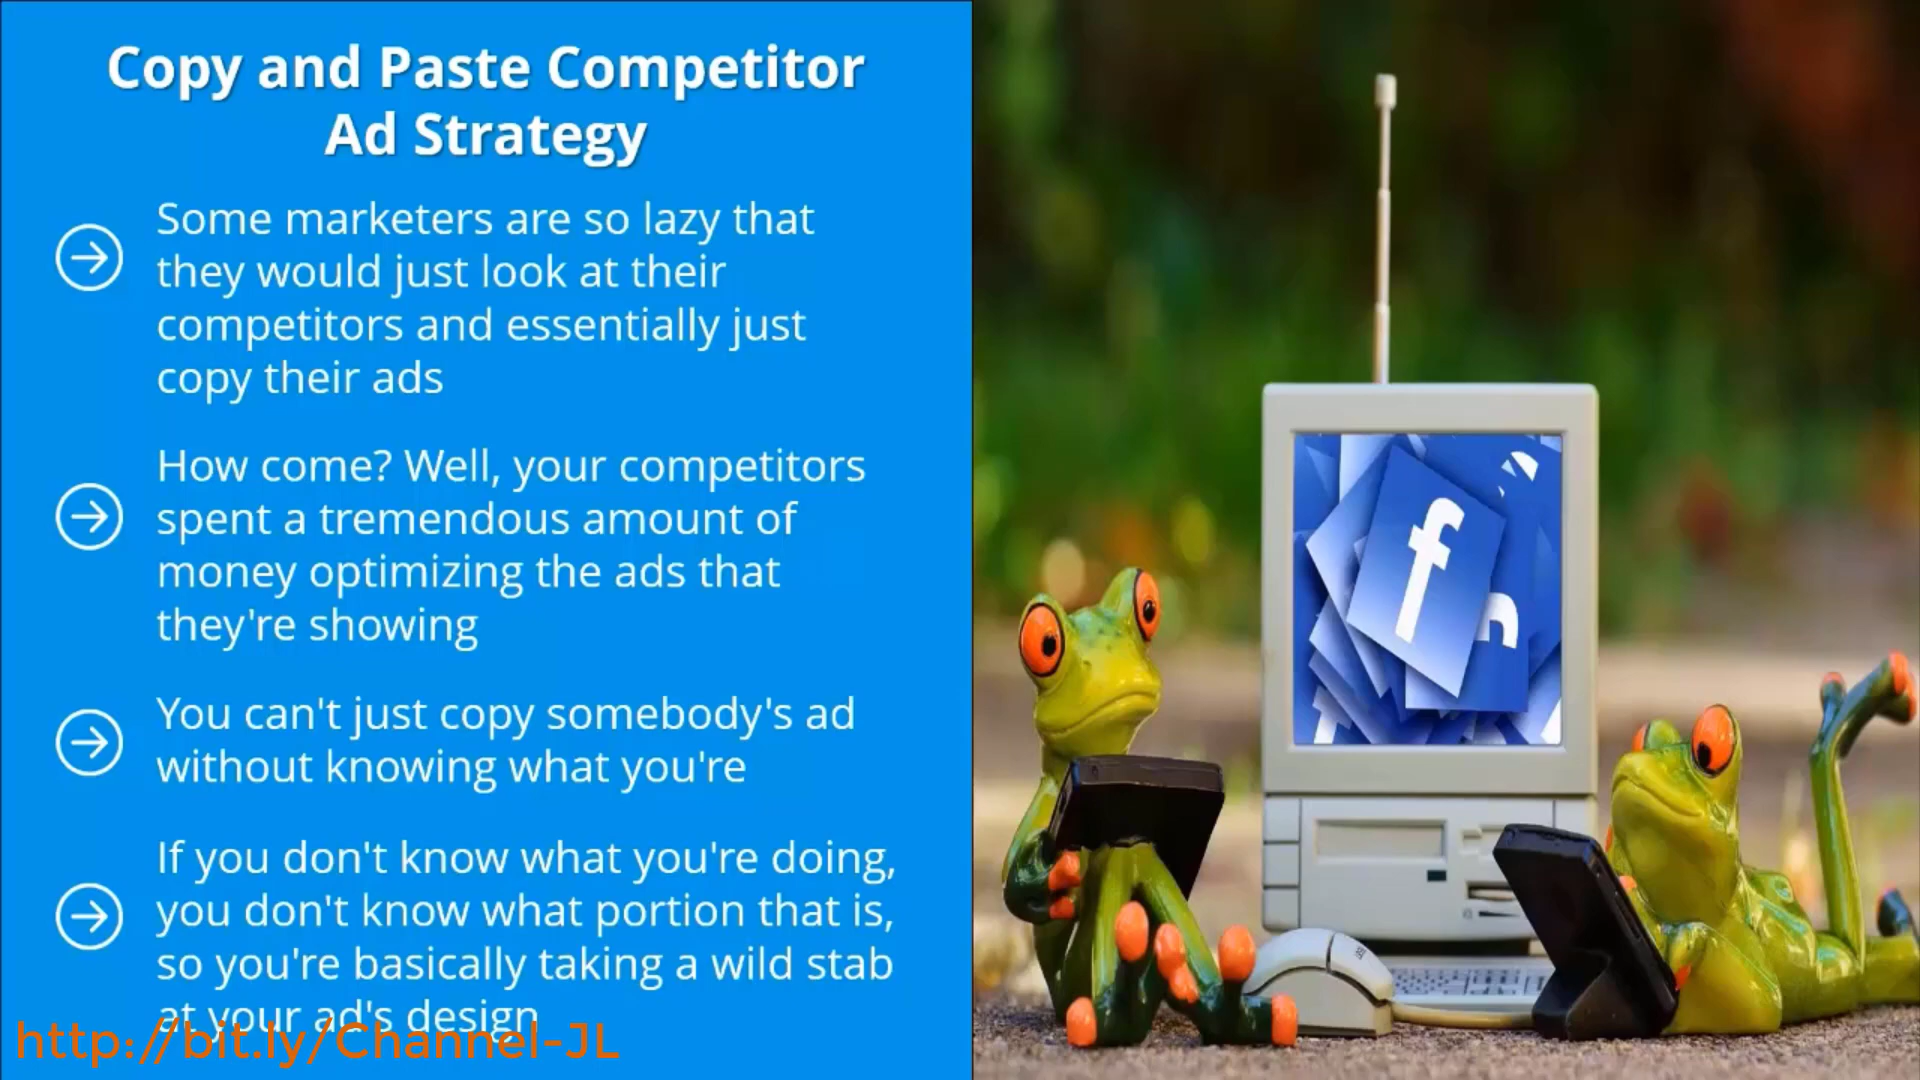 Copy and Paste Competitor
Ad Strategy
Some marketers are so lazy that
they would just look at their
competitors and essentially just
copy their ads
How come? Well, your competitors
spent a tremendous amount of
money optimizing the ads that
they're showing
You can't just copy somebody's ad
without knowing what you're
If you don't know what you're doing,
you don't know what portion that is,
so you're basically taking a wild stab
at your ad's design
http://bit.ly/Channel-JL
f